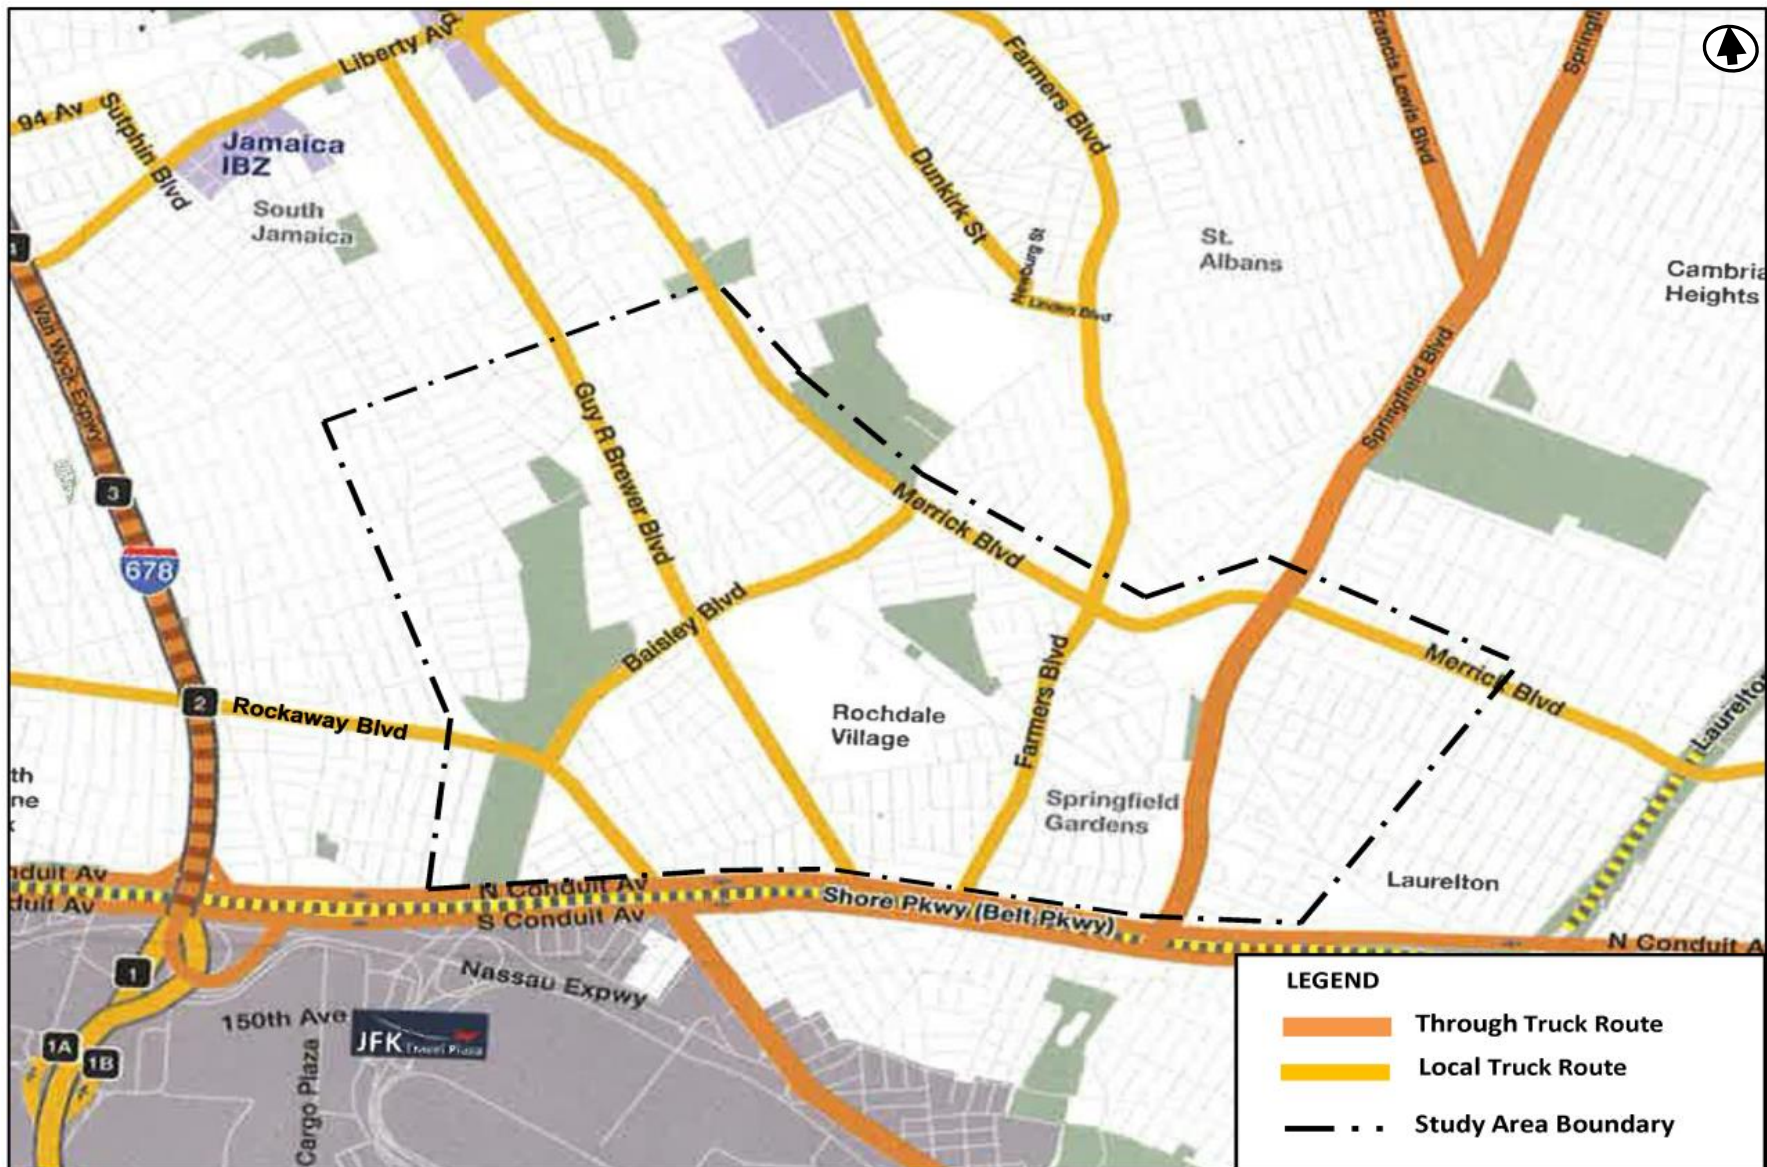 Liberty Av
94 Av
Sutphin Blvd
Jamaica
IBZ
South
Jamaica
Farmers Blvd
Dunkirk St
Newburg St
Linden Blvd
Francis Lewis Blvd
St.
Albans
Cambria
Heights
Van Wyck Expwy
3
678
2
Guy R Brewer Blvd
Springfield Blvd
Merrick Blvd
Baisley Blvd
Rockaway Blvd
Rochdale
Village
Farmers Blvd
Merrick Blvd
Springfield
Gardens
Laurelton
N Conduit Av
S Conduit Av
Shore Pkwy (Belt Pkwy)
N Conduit A
Nassau Expwy
1
150th Ave
JFK Travel Plaza
1A
1B
Cargo Plaza
LEGEND
Through Truck Route
Local Truck Route
Study Area Boundary